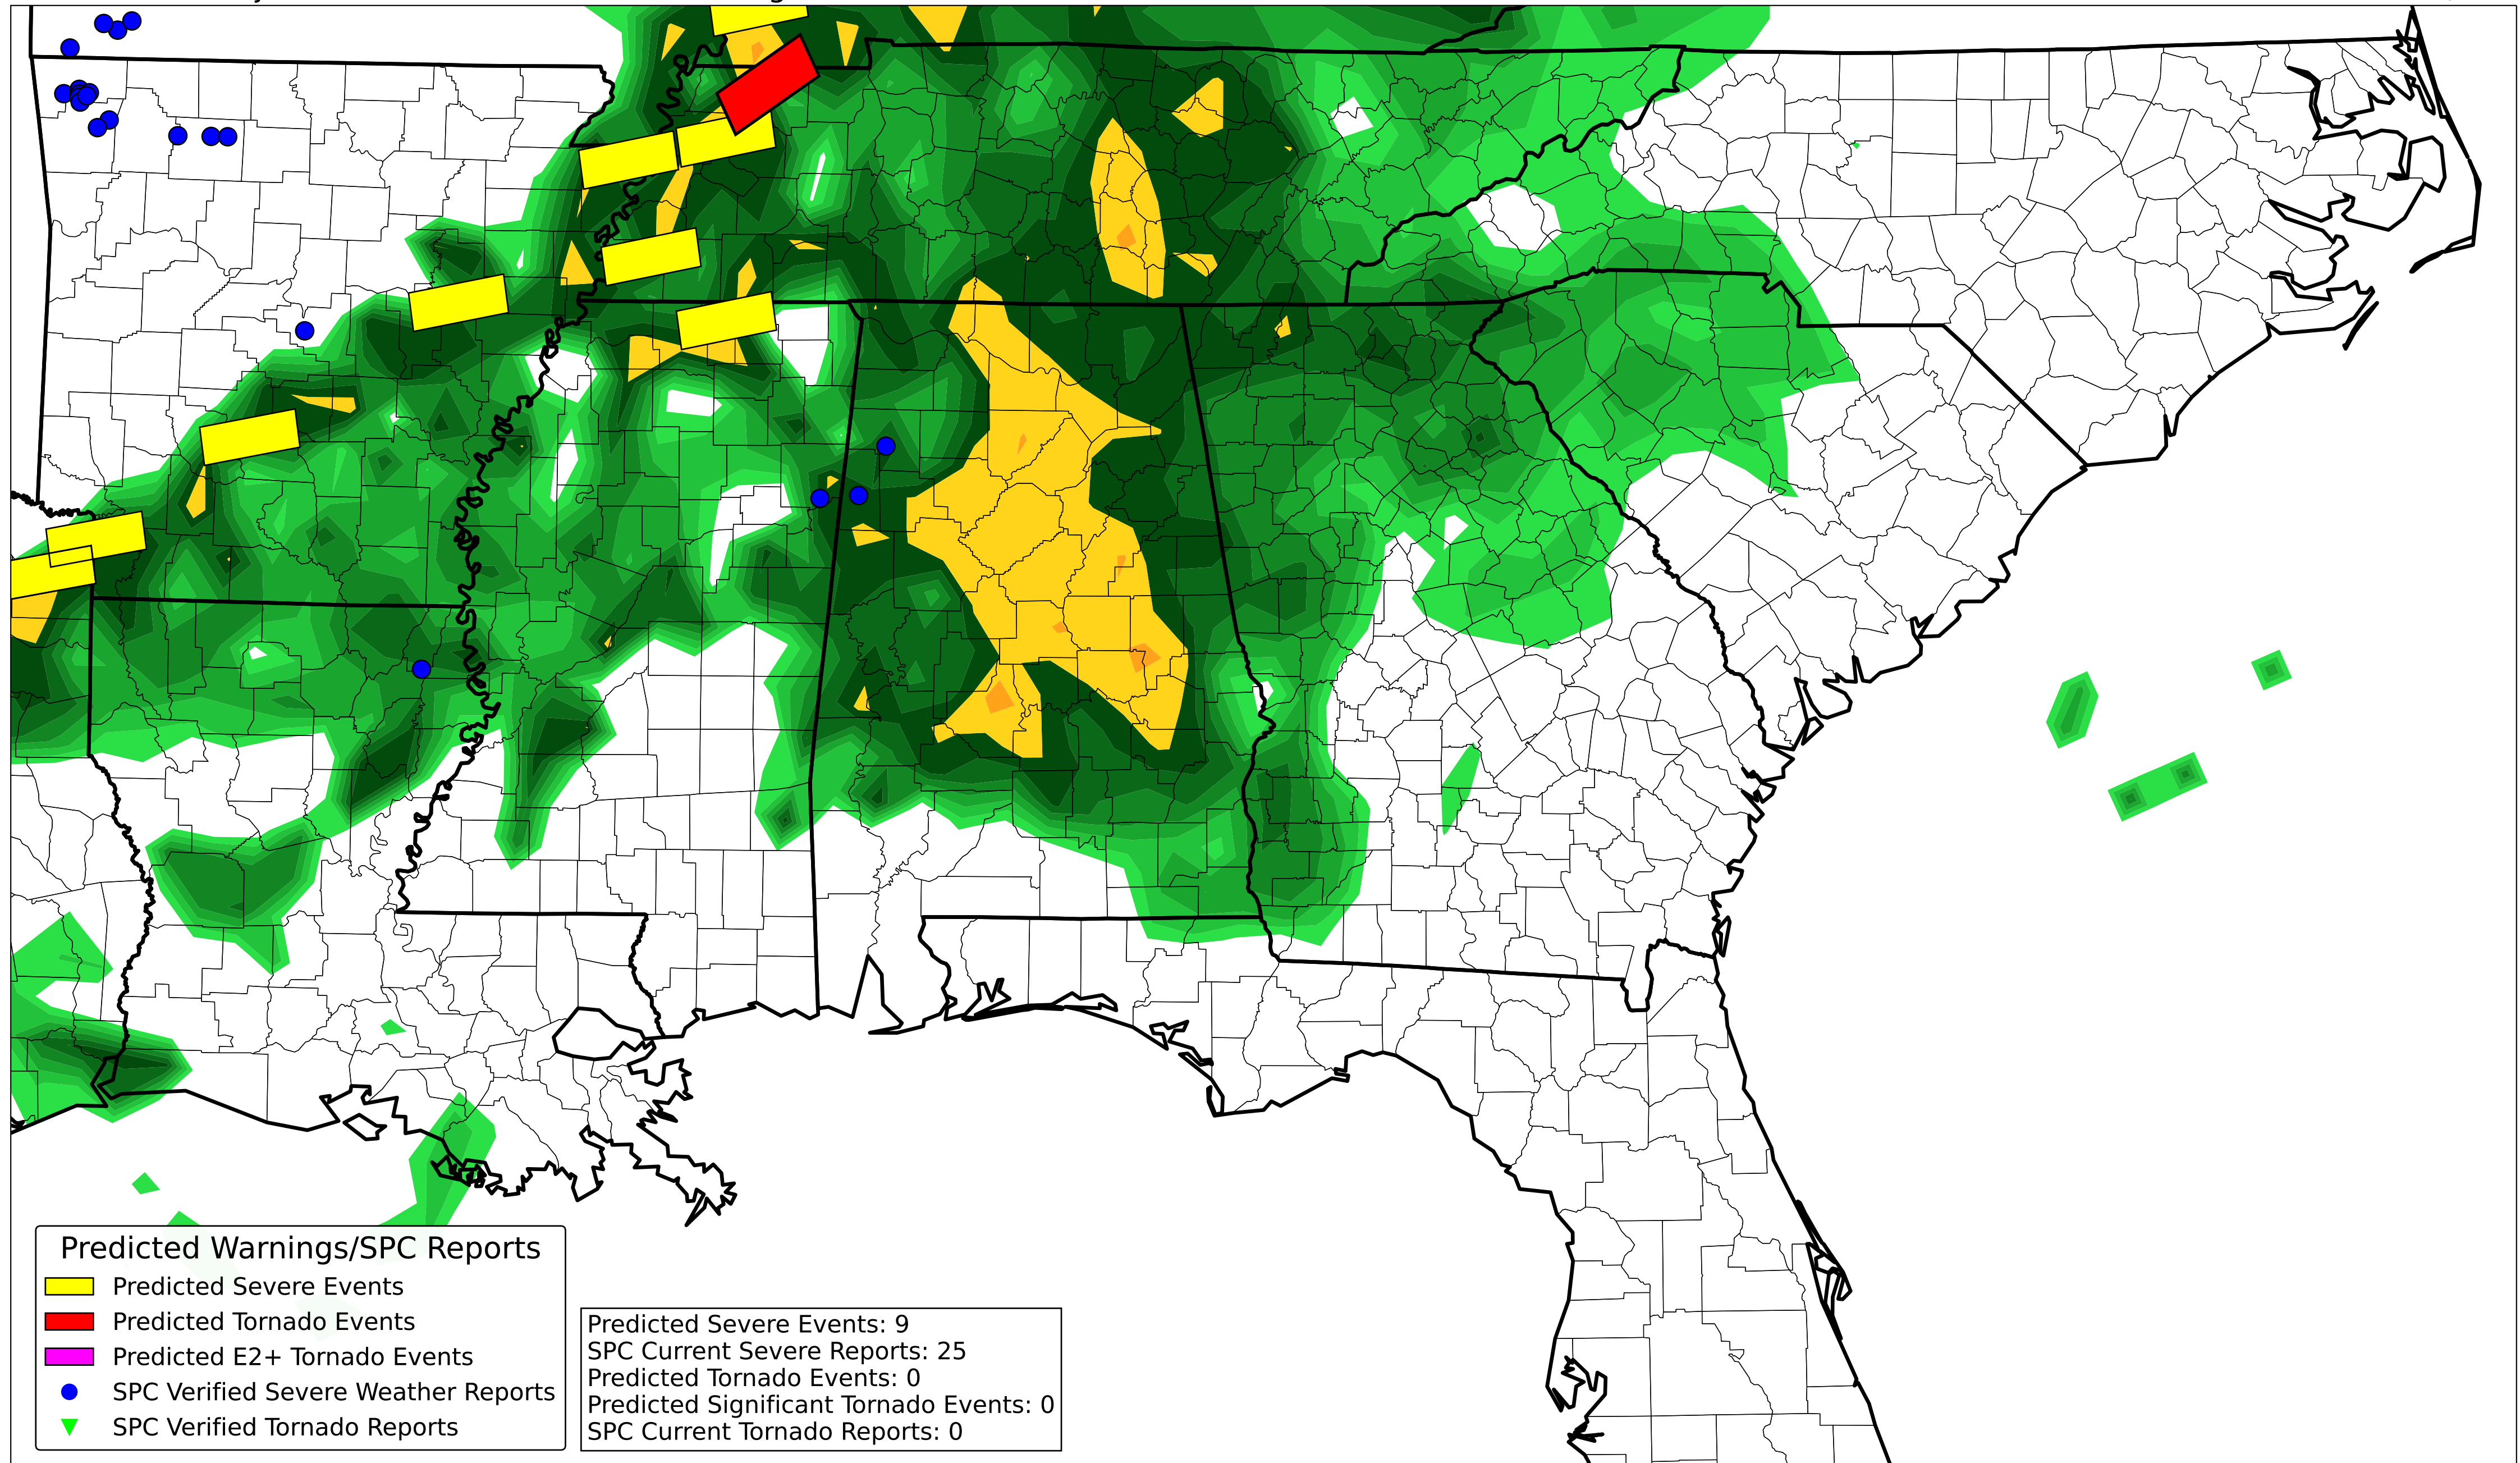 Predicted Warnings/SPC Reports
Predicted Severe Events
Predicted Tornado Events
Predicted E2+ Tornado Events
SPC Verified Severe Weather Reports
SPC Verified Tornado Reports
Predicted Severe Events: 9
SPC Current Severe Reports: 25
Predicted Tornado Events: 0
Predicted Significant Tornado Events: 0
SPC Current Tornado Reports: 0